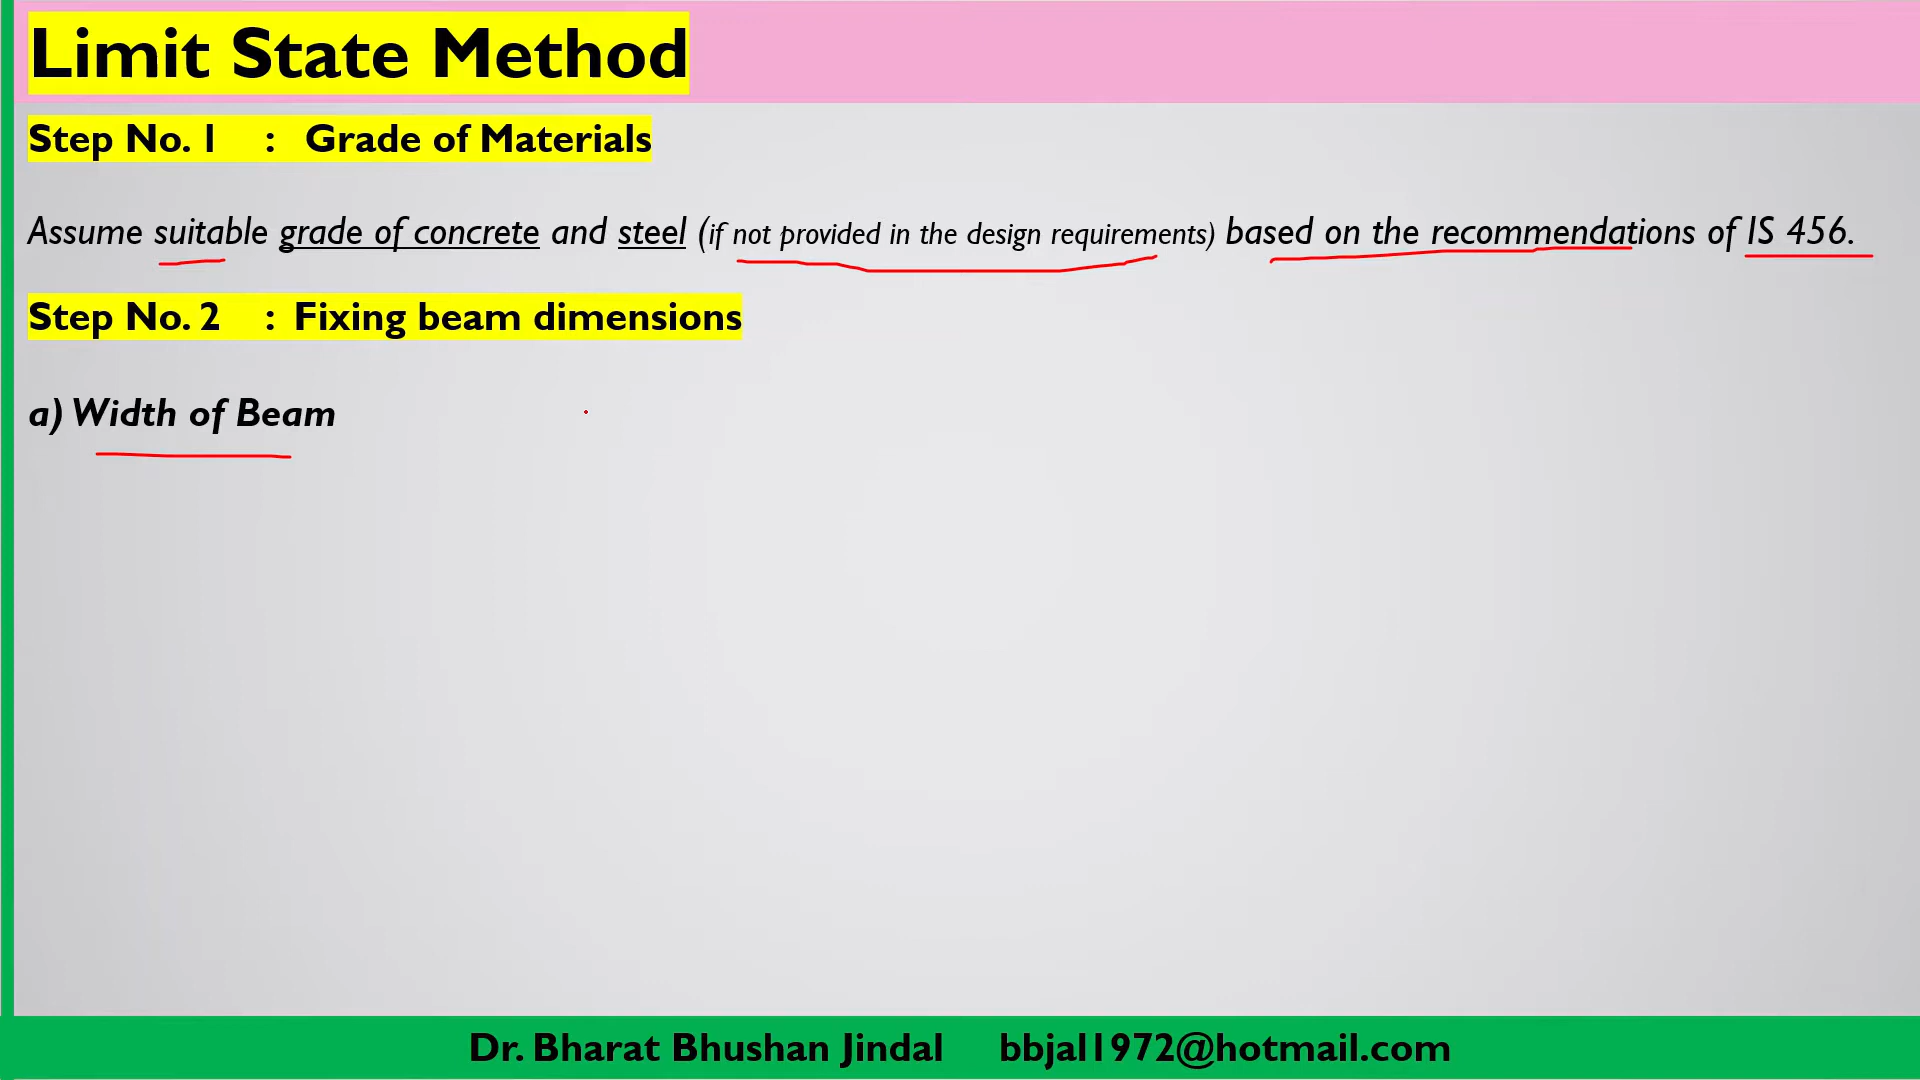 Limit State Method
Step No. 1 : Grade of Materials
Assume suitable grade of concrete and steel (if not provided in the design requirements) based on the recommendations of IS 456.
Step No. 2 : Fixing beam dimensions
a) Width of Beam
Dr. Bharat Bhushan Jindal bbjal1972@hotmail.com